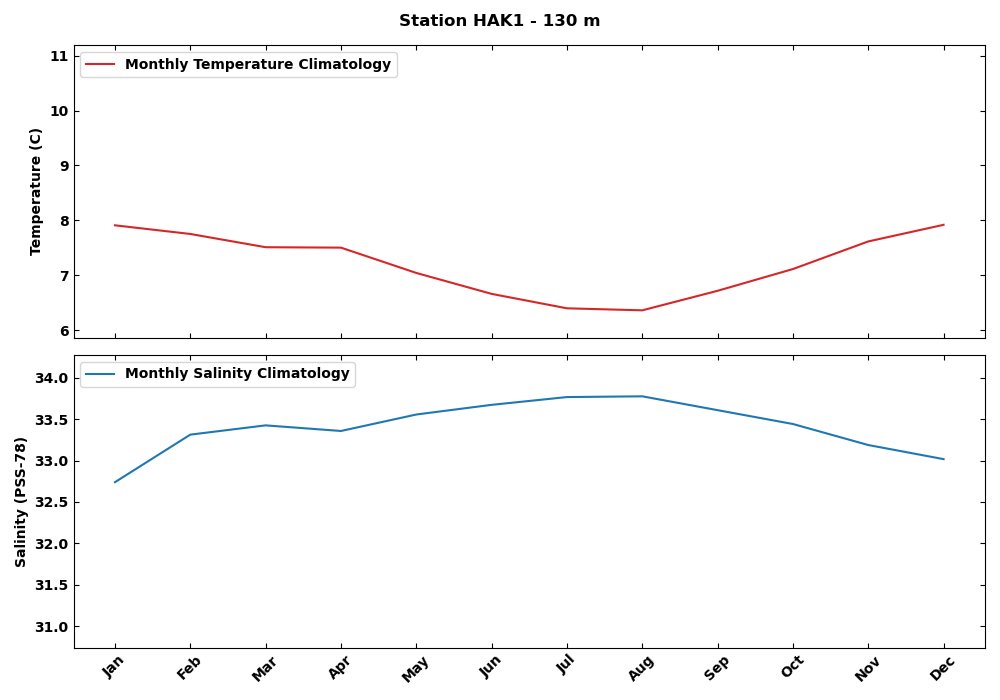 Station HAK1 - 130 m
Monthly Temperature Climatology
11
10
9
8
7
6
Temperature (C)
Monthly Salinity Climatology
34.0
33.5
33.0
32.5
32.0
31.5
31.0
Salinity (PSS-78)
Jan Feb Mar Apr May Jun Jul Aug Sep Oct Nov Dec